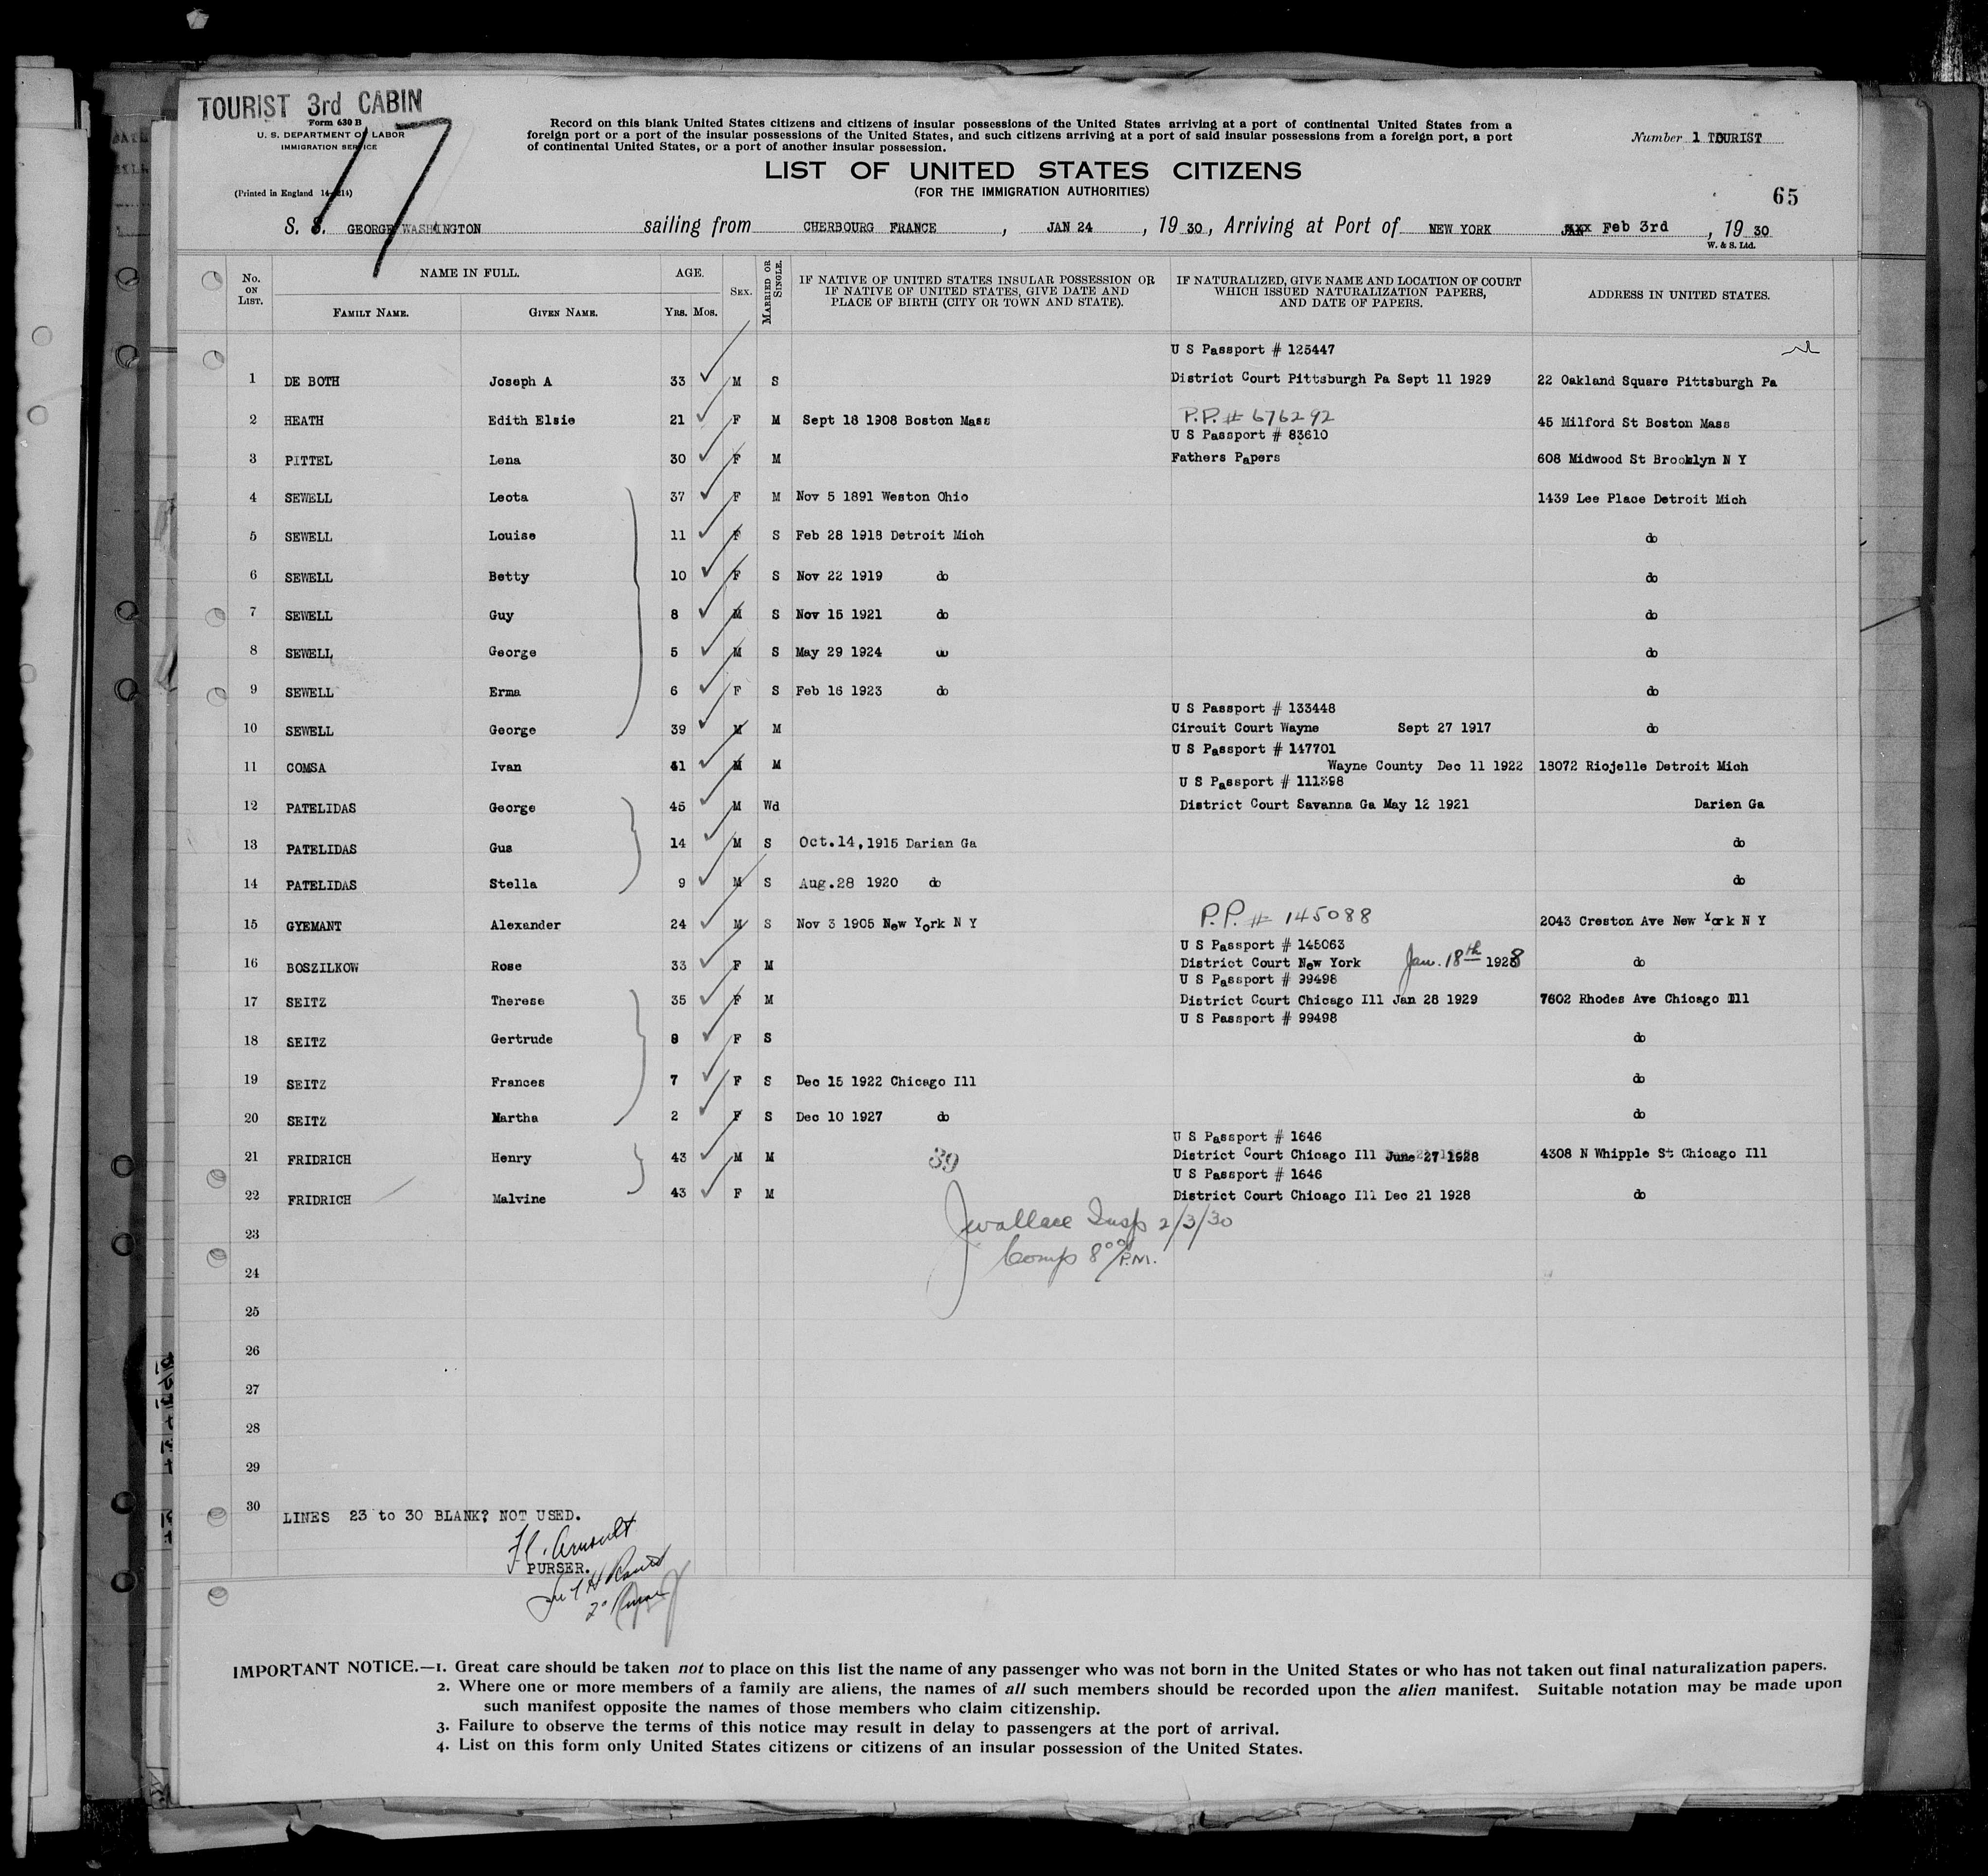 TOURIST 3rd CABIN
Form 630 B
U. S. DEPARTMENT OF LABOR
IMMIGRATION SERVICE
(Printed in England 14-214)
17
Record on this blank United States citizens and citizens of insular possessions of the United States arriving at a port of continental United States from a
foreign port or a port of the insular possessions of the United States, and such citizens arriving at a port of said insular possessions from a foreign port, a port
of continental United States, or a port of another insular possession.
Number 1 TOURIST
LIST OF UNITED STATES CITIZENS
(FOR THE IMMIGRATION AUTHORITIES)
65
S. S. GEORGE WASHINGTON sailing from CHERBOURG FRANCE, JAN 24, 1930, Arriving at Port of NEW YORK Feb 3rd, 1930
W. & S. Ltd.
No. ON LIST. NAME IN FULL. FAMILY NAME. GIVEN NAME. AGE. YRS. MOS. SEX. MARRIED OR SINGLE. IF NATIVE OF UNITED STATES INSULAR POSSESSION OR IF NATIVE OF UNITED STATES, GIVE DATE AND PLACE OF BIRTH (CITY OR TOWN AND STATE). IF NATURALIZED, GIVE NAME AND LOCATION OF COURT WHICH ISSUED NATURALIZATION PAPERS, AND DATE OF PAPERS. ADDRESS IN UNITED STATES.
U S Passport # 125447
1 DE BOTH Joseph A 33 M S District Court Pittsburgh Pa Sept 11 1929 22 Oakland Square Pittsburgh Pa
2 HEATH Edith Elsie 21 F M Sept 18 1908 Boston Mass P.P. # 676292 45 Milford St Boston Mass
U S Passport # 83610
3 PITTEL Lena 30 F M Fathers Papers 608 Midwood St Brooklyn N Y
4 SEWELL Leota 37 F M Nov 5 1891 Weston Ohio 1439 Lee Place Detroit Mich
5 SEWELL Louise 11 F S Feb 28 1918 Detroit Mich do
6 SEWELL Betty 10 F S Nov 22 1919 do do
7 SEWELL Guy 8 M S Nov 15 1921 do do
8 SEWELL George 5 M S May 29 1924 do do
9 SEWELL Erma 6 F S Feb 16 1923 do do
U S Passport # 133448
10 SEWELL George 39 M M Circuit Court Wayne Sept 27 1917 do
U S Passport # 147701
11 COMSA Ivan 41 M M Wayne County Dec 11 1922 18072 Riojelle Detroit Mich
U S Passport # 111398
12 PATELIDAS George 45 M Wd District Court Savanna Ga May 12 1921 Darien Ga
13 PATELIDAS Gus 14 M S Oct.14,1915 Darian Ga do
14 PATELIDAS Stella 9 M S Aug.28 1920 do do
15 GYEMANT Alexander 24 M S Nov 3 1905 New York N Y P.P. # 145088 2043 Creston Ave New York N Y
U S Passport # 145063
16 BOSZILKOW Rose 33 F M District Court New York Jan. 18th 1928 do
U S Passport # 99498
17 SEITZ Therese 35 F M District Court Chicago Ill Jan 28 1929 7602 Rhodes Ave Chicago Ill
U S Passport # 99498
18 SEITZ Gertrude 8 F S do
19 SEITZ Frances 7 F S Dec 15 1922 Chicago Ill do
20 SEITZ Martha 2 F S Dec 10 1927 do do
U S Passport # 1646
21 FRIDRICH Henry 43 M M 39 District Court Chicago Ill June 27 1928 4308 N Whipple St Chicago Ill
U S Passport # 1646
22 FRIDRICH Malvine 43 F M District Court Chicago Ill Dec 21 1928 do
23 Jwallace Insp 2/3/30
Comp 8 00 P.M.
24
25
26
27
28
29
30
LINES 23 to 30 BLANK? NOT USED.
PURSER.
IMPORTANT NOTICE.—1. Great care should be taken not to place on this list the name of any passenger who was not born in the United States or who has not taken out final naturalization papers.
2. Where one or more members of a family are aliens, the names of all such members should be recorded upon the alien manifest. Suitable notation may be made upon
such manifest opposite the names of those members who claim citizenship.
3. Failure to observe the terms of this notice may result in delay to passengers at the port of arrival.
4. List on this form only United States citizens or citizens of an insular possession of the United States.